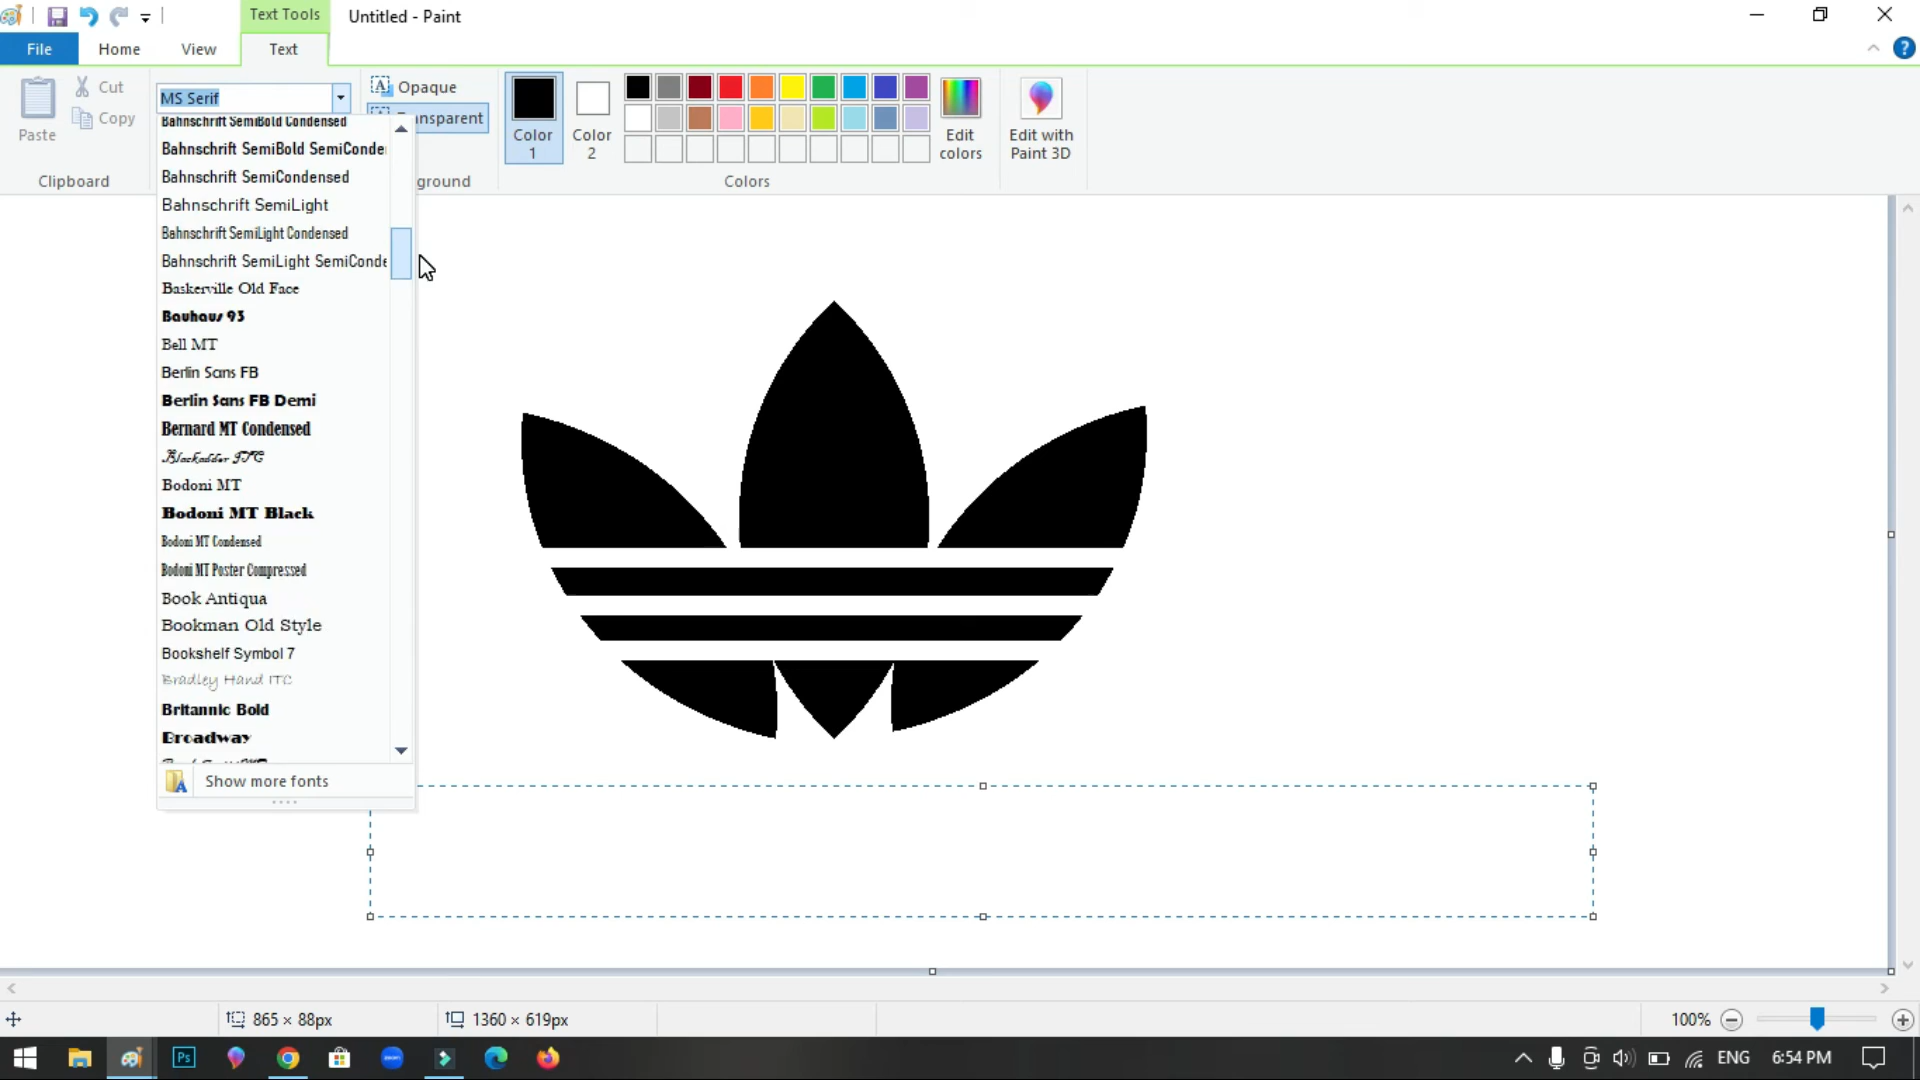 Text Tools
Untitled - Paint
File
Home
View
Text
Paste
Cut
Copy
Clipboard
MS Serif
Opaque
ansparent
ground
Color 1
Color 2
Edit colors
Colors
Edit with Paint 3D
Bahnschrift SemiBold Condensed
Bahnschrift SemiBold SemiConde
Bahnschrift SemiCondensed
Bahnschrift SemiLight
Bahnschrift SemiLight Condensed
Bahnschrift SemiLight SemiConde
Baskerville Old Face
Bauhaus 93
Bell MT
Berlin Sans FB
Berlin Sans FB Demi
Bernard MT Condensed
Blackadder ITC
Bodoni MT
Bodoni MT Black
Bodoni MT Condensed
Bodoni MT Poster Compressed
Book Antiqua
Bookman Old Style
Bookshelf Symbol 7
Bradley Hand ITC
Britannic Bold
Broadway
Show more fonts
865 × 88px
1360 × 619px
100%
Ps
zoom
ENG
6:54 PM